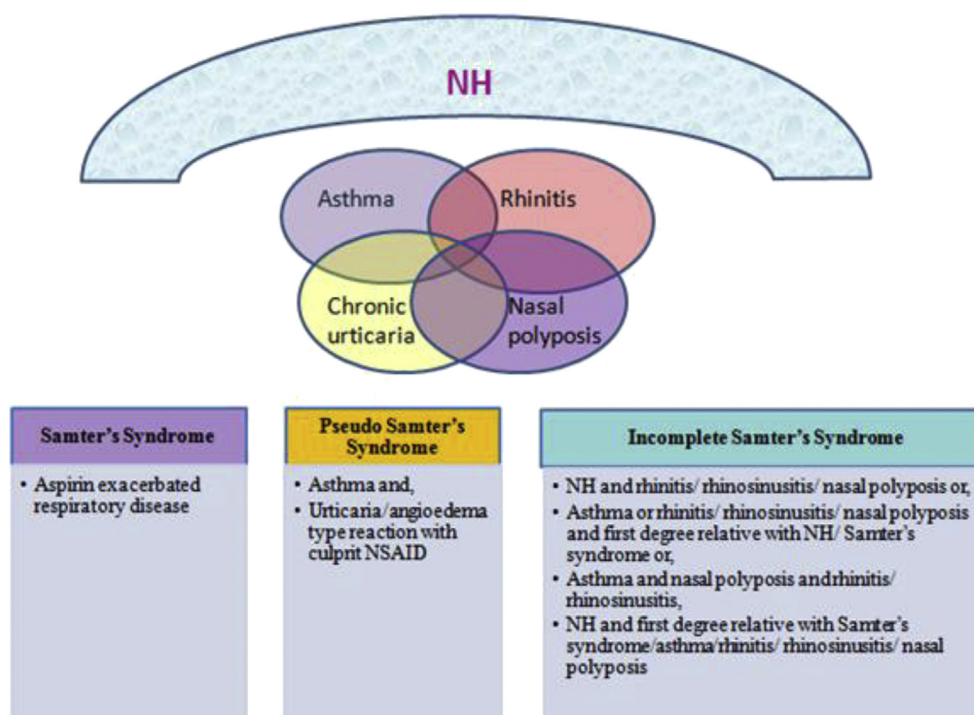 NH
Asthma
Rhinitis
Chronic
urticaria
Nasal
polyposis
Samter's Syndrome
• Aspirin exacerbated
respiratory disease
Pseudo Samter's
Syndrome
• Asthma and,
• Urticaria/angioedema
type reaction with
culprit NSAID
Incomplete Samter's Syndrome
• NH and rhinitis/ rhinosinusitis/ nasal polyposis or,
• Asthma or rhinitis/ rhinosinusitis/ nasal polyposis
and first degree relative with NH/ Samter's
syndrome or,
• Asthma and nasal polyposis andrhinitis/
rhinosinusitis,
• NH and first degree relative with Samter's
syndrome/asthma/rhinitis/ rhinosinusitis/ nasal
polyposis